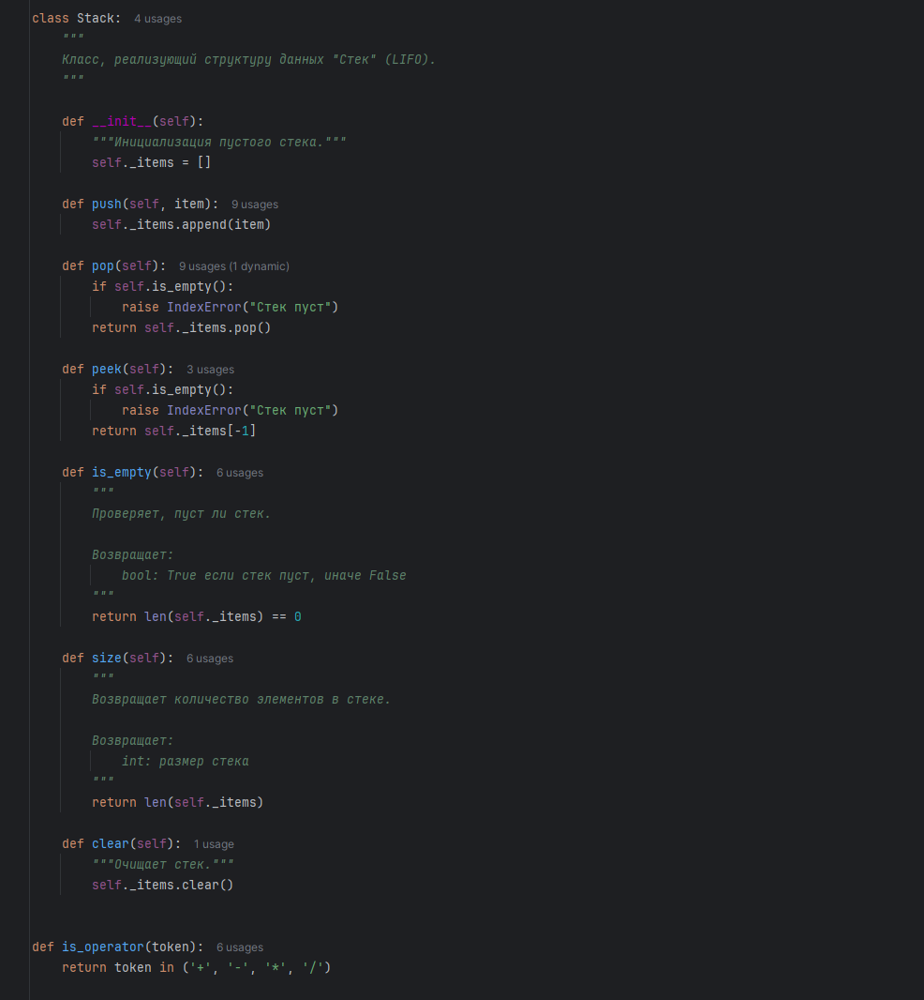 class Stack: 4 usages
    """
    Класс, реализующий структуру данных "Стек" (LIFO).
    """

    def __init__(self):
        """Инициализация пустого стека."""
        self._items = []

    def push(self, item): 9 usages
        self._items.append(item)

    def pop(self): 9 usages (1 dynamic)
        if self.is_empty():
            raise IndexError("Стек пуст")
        return self._items.pop()

    def peek(self): 3 usages
        if self.is_empty():
            raise IndexError("Стек пуст")
        return self._items[-1]

    def is_empty(self): 6 usages
        """
        Проверяет, пуст ли стек.

        Возвращает:
            bool: True если стек пуст, иначе False
        """
        return len(self._items) == 0

    def size(self): 6 usages
        """
        Возвращает количество элементов в стеке.

        Возвращает:
            int: размер стека
        """
        return len(self._items)

    def clear(self): 1 usage
        """Очищает стек."""
        self._items.clear()


def is_operator(token): 6 usages
    return token in ('+', '-', '*', '/')